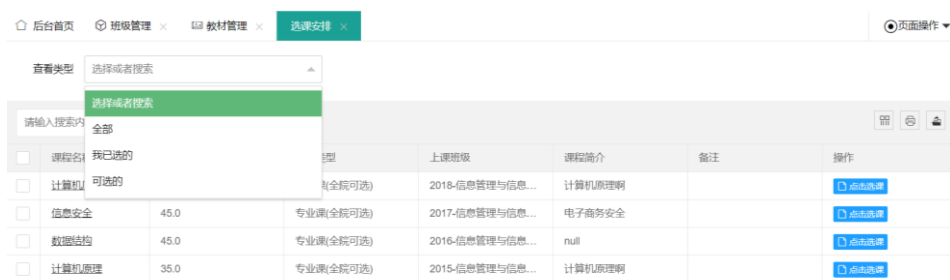 后台首页 班级管理 教材管理 选课安排 页面操作
查看类型 选择或者搜索
选择或者搜索
请输入搜索内
全部
我已选的
可选的
课程名 型 上课班级 课程简介 备注 操作
计算机 (全院可选) 2018-信息管理与信息... 计算机原理啊 点击选课
信息安全 45.0 专业课(全院可选) 2017-信息管理与信息... 电子商务安全 点击选课
数据结构 45.0 专业课(全院可选) 2016-信息管理与信息... null 点击选课
计算机原理 35.0 专业课(全院可选) 2015-信息管理与信息... 计算机原理啊 点击选课